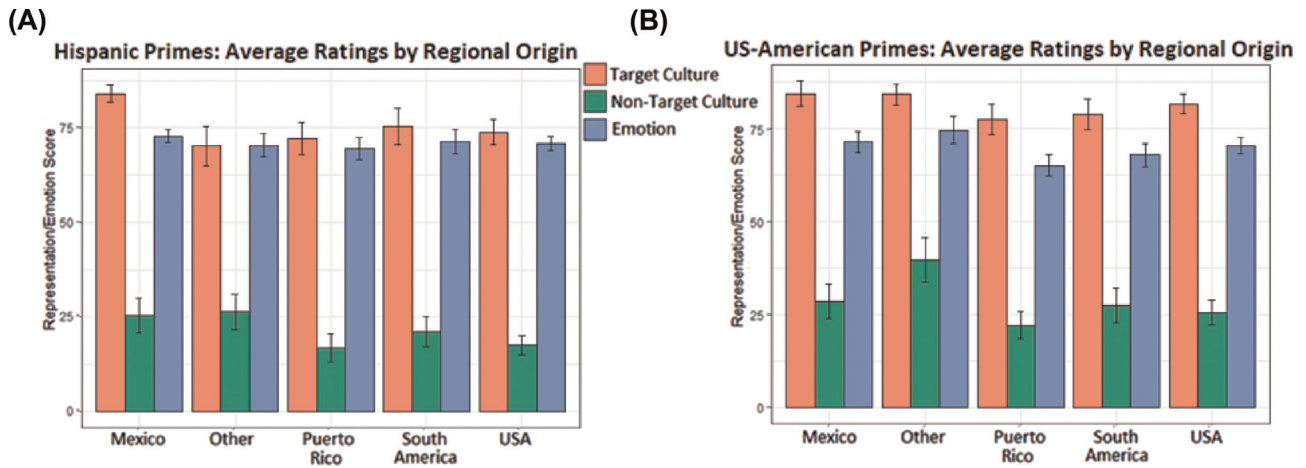 (A)
Hispanic Primes: Average Ratings by Regional Origin
Representation/Emotion Score
75
50
25
0
Mexico
Other
Puerto
Rico
South
America
USA
Target Culture
Non-Target Culture
Emotion
(B)
US-American Primes: Average Ratings by Regional Origin
Representation/Emotion Score
75
50
25
0
Mexico
Other
Puerto
Rico
South
America
USA